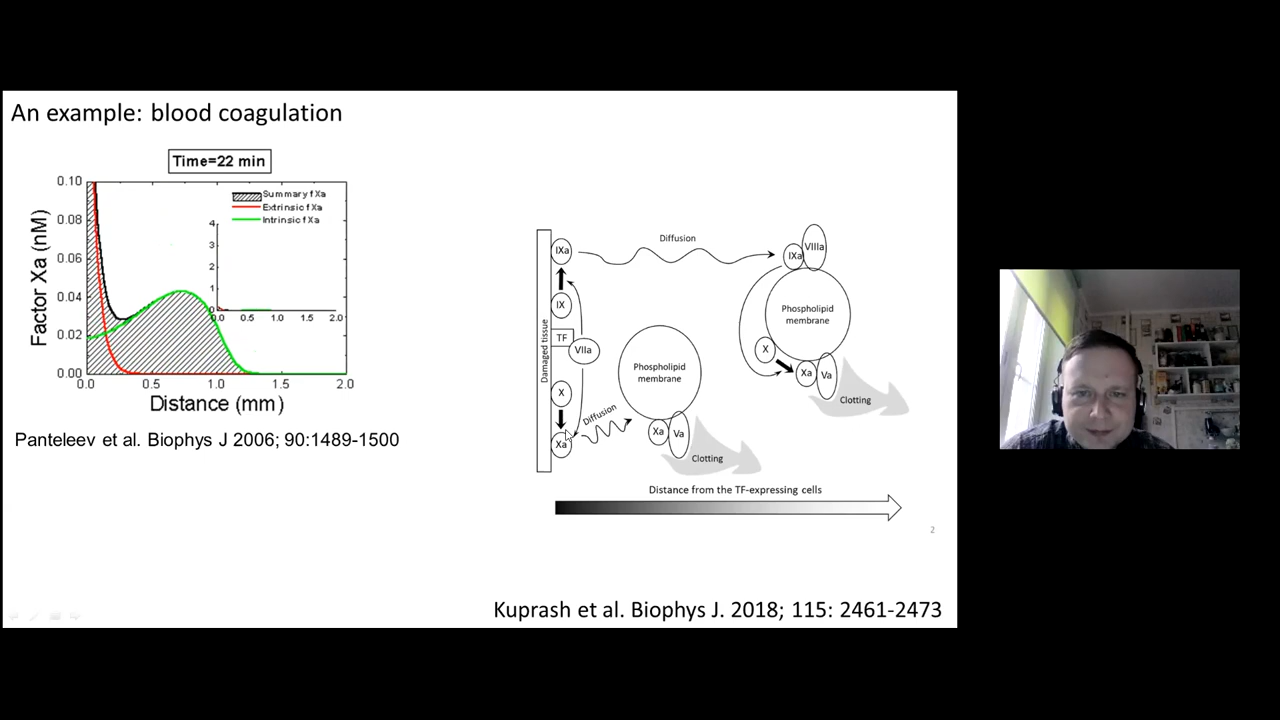 An example: blood coagulation
Time=22 min
Factor Xa (nM)
0.10
0.08
0.06
0.04
0.02
0.00
0.0 0.5 1.0 1.5 2.0
Distance (mm)
Summary fXa
Extrinsic fXa
Intrinsic fXa
4
3
2
1
0
0.0 0.5 1.0 1.5 2.0
Panteleev et al. Biophys J 2006; 90:1489-1500
Damaged tissue
IXa
IX
TF
VIIa
X
Xa
Diffusion
Diffusion
Phospholipid
membrane
Xa
Va
Clotting
IXa
VIIIa
Phospholipid
membrane
X
Xa
Va
Clotting
Distance from the TF-expressing cells
2
Kuprash et al. Biophys J. 2018; 115: 2461-2473